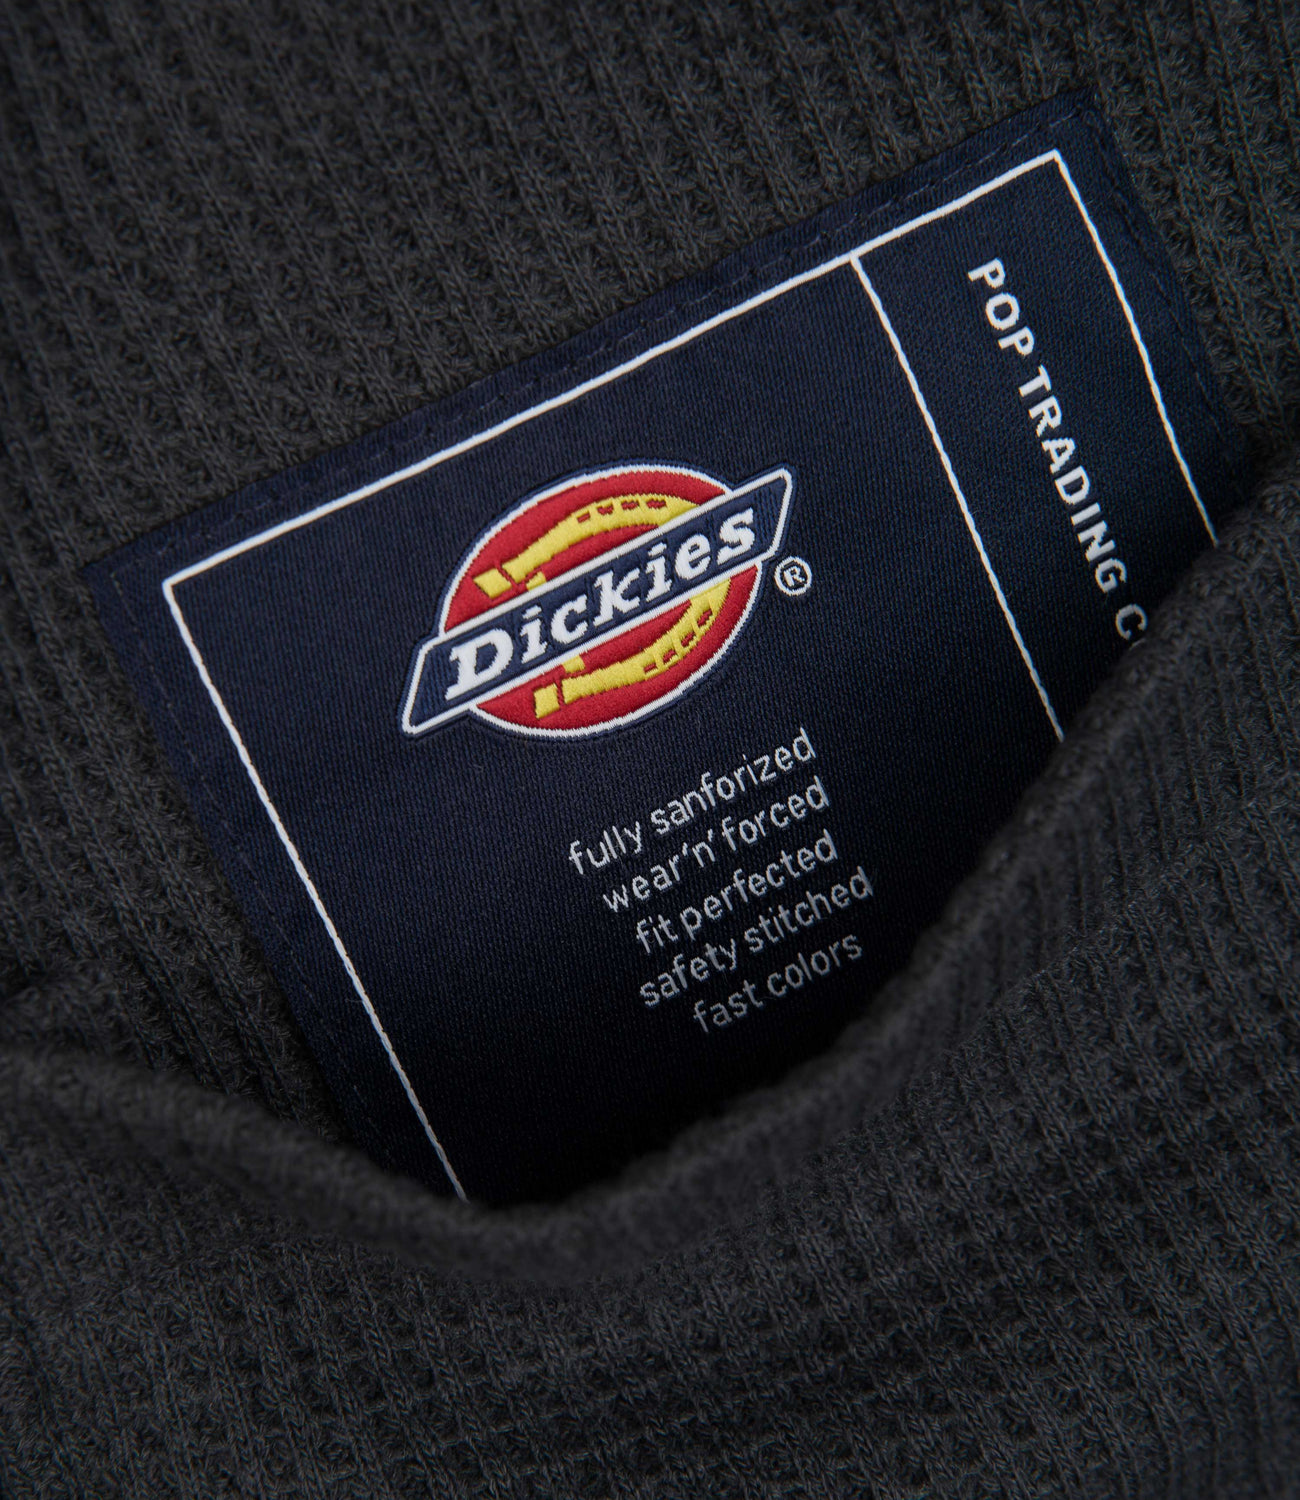 Dickies®
fully sanforized
wear'n'forced
fit perfected
safety stitched
fast colors
POP TRADING